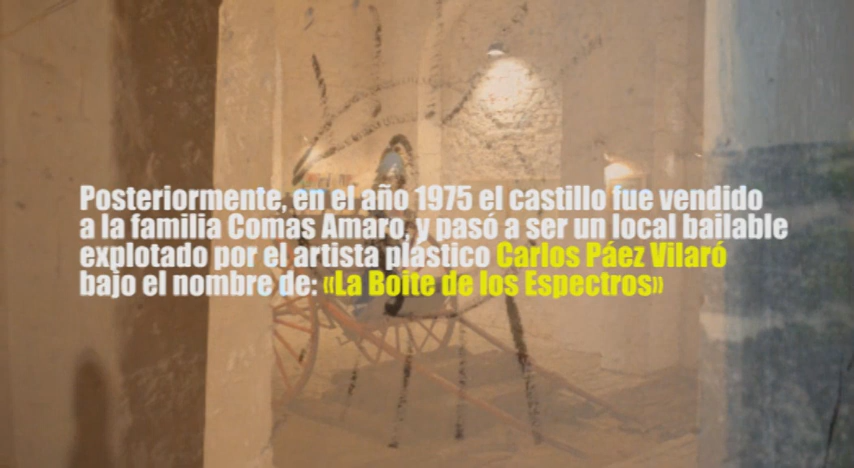 Posteriormente, en el año 1975 el castillo fue vendido
a la familia Comas Amaro, y pasó a ser un local bailable
explotado por el artista plástico Carlos Páez Vilaró
bajo el nombre de: «La Boite de los Espectros»